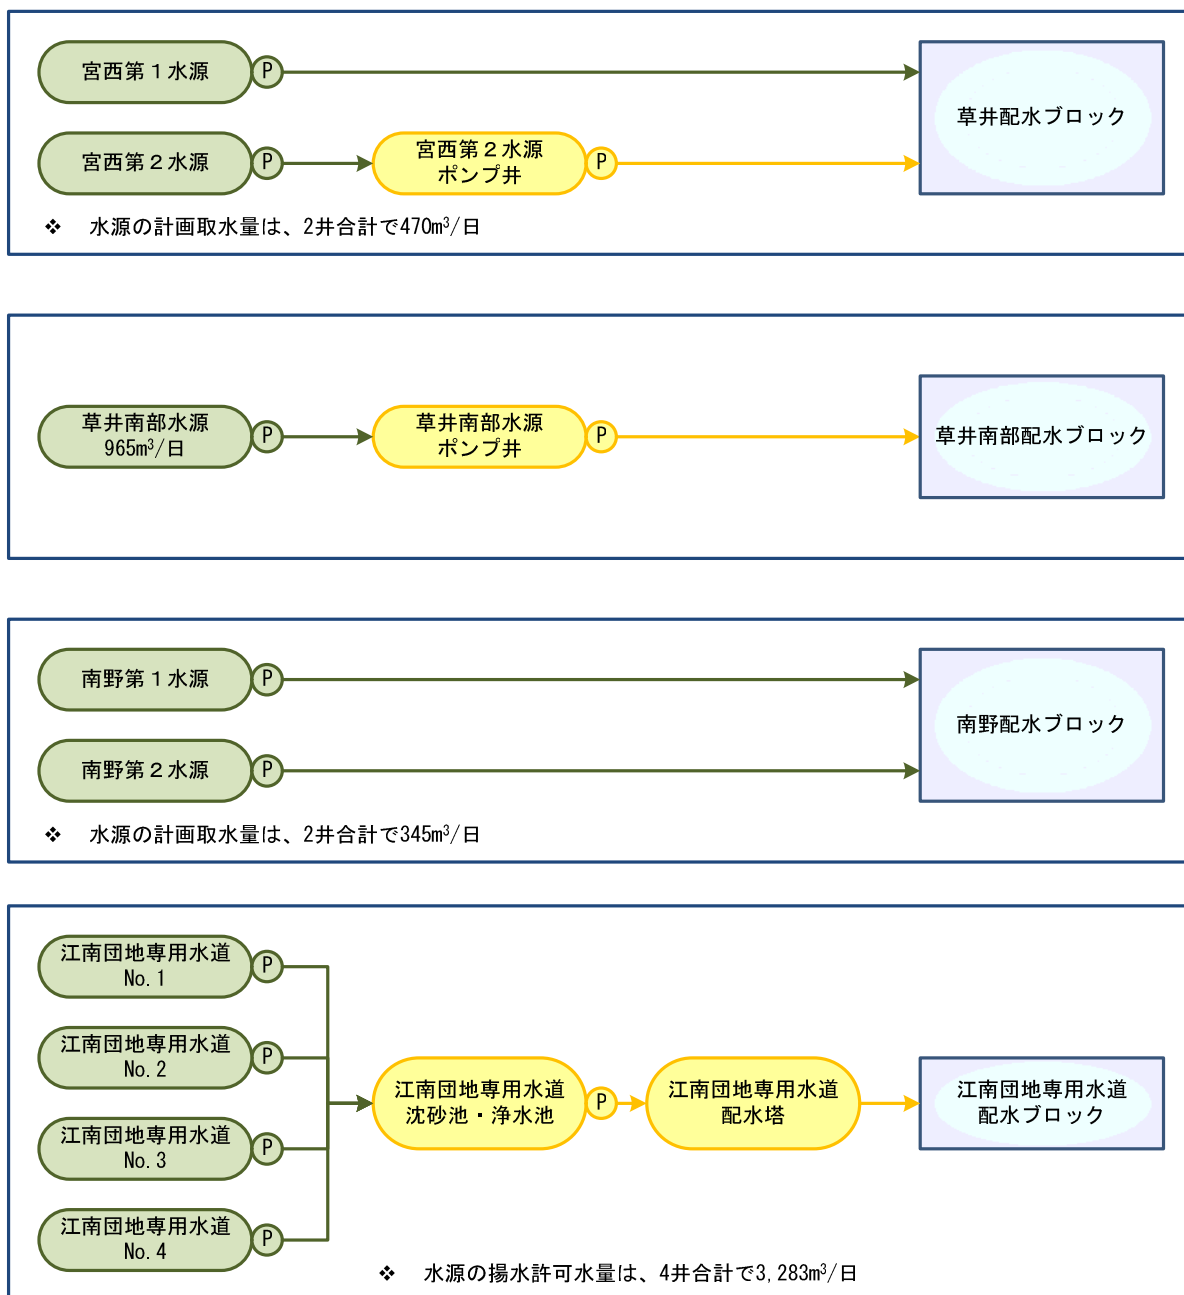 宮西第1水源
P
草井配水ブロック
宮西第2水源
P
宮西第2水源
ポンプ井
P
❖ 水源の計画取水量は、2井合計で470m³/日
草井南部水源
965m³/日
P
草井南部水源
ポンプ井
P
草井南部配水ブロック
南野第1水源
P
南野配水ブロック
南野第2水源
P
❖ 水源の計画取水量は、2井合計で345m³/日
江南団地専用水道
No.1
P
江南団地専用水道
No.2
P
江南団地専用水道
No.3
P
江南団地専用水道
No.4
P
江南団地専用水道
沈砂池・浄水池
P
江南団地専用水道
配水塔
江南団地専用水道
配水ブロック
❖ 水源の揚水許可水量は、4井合計で3,283m³/日